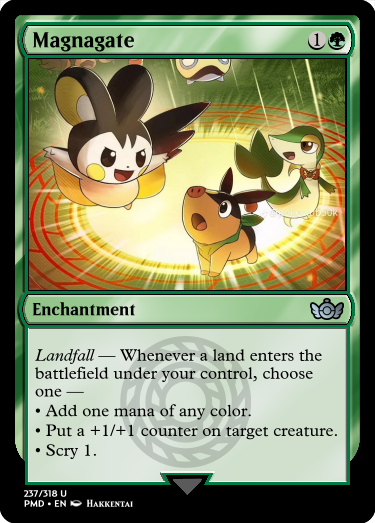 Magnagate 1
Enchantment
Landfall — Whenever a land enters the
battlefield under your control, choose
one —
• Add one mana of any color.
• Put a +1/+1 counter on target creature.
• Scry 1.
237/318 U
PMD • EN Hakkentai